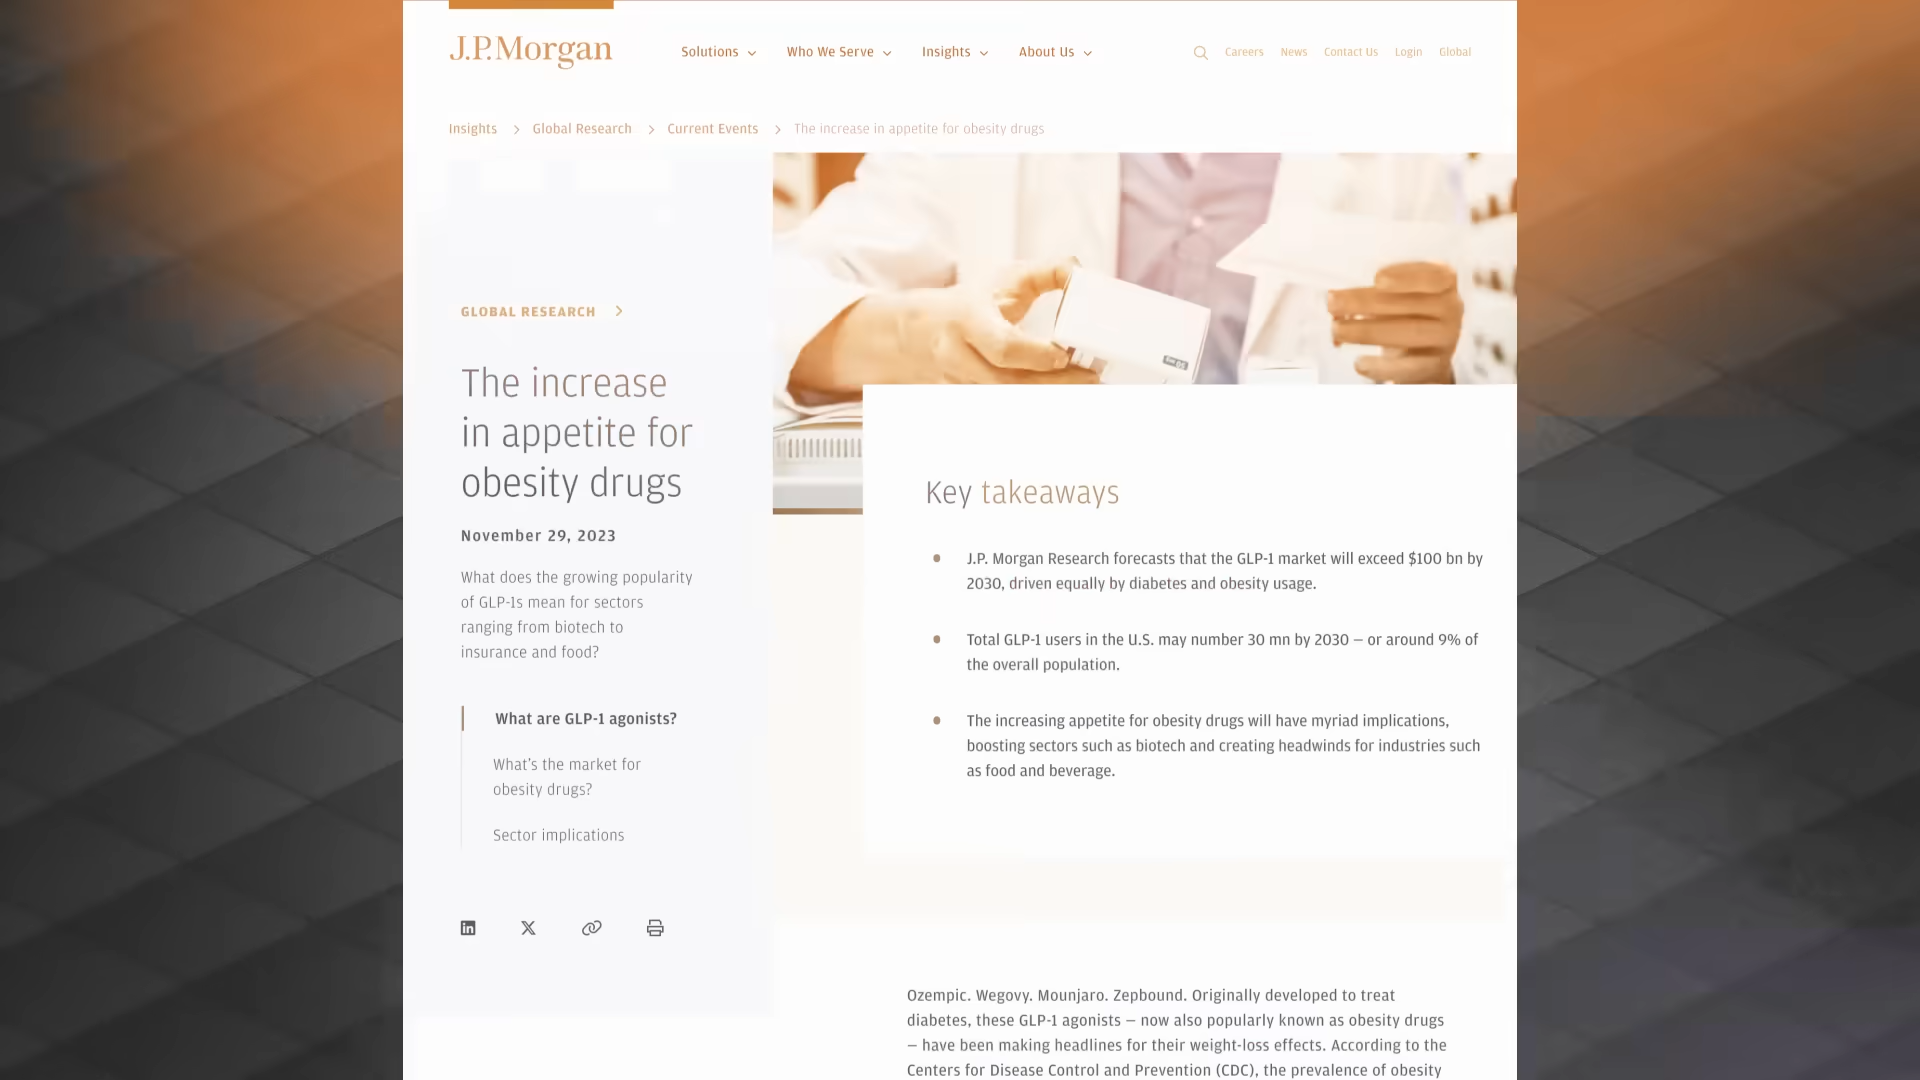 J.P.Morgan
Solutions
Who We Serve
Insights
About Us
Careers
News
Contact Us
Login
Global
Insights > Global Research > Current Events > The increase in appetite for obesity drugs
GLOBAL RESEARCH >
The increase
in appetite for
obesity drugs
November 29, 2023
What does the growing popularity
of GLP-1s mean for sectors
ranging from biotech to
insurance and food?
What are GLP-1 agonists?
What's the market for
obesity drugs?
Sector implications
Key takeaways
• J.P. Morgan Research forecasts that the GLP-1 market will exceed $100 bn by
2030, driven equally by diabetes and obesity usage.
• Total GLP-1 users in the U.S. may number 30 mn by 2030 – or around 9% of
the overall population.
• The increasing appetite for obesity drugs will have myriad implications,
boosting sectors such as biotech and creating headwinds for industries such
as food and beverage.
Ozempic. Wegovy. Mounjaro. Zepbound. Originally developed to treat
diabetes, these GLP-1 agonists – now also popularly known as obesity drugs
– have been making headlines for their weight-loss effects. According to the
Centers for Disease Control and Prevention (CDC), the prevalence of obesity